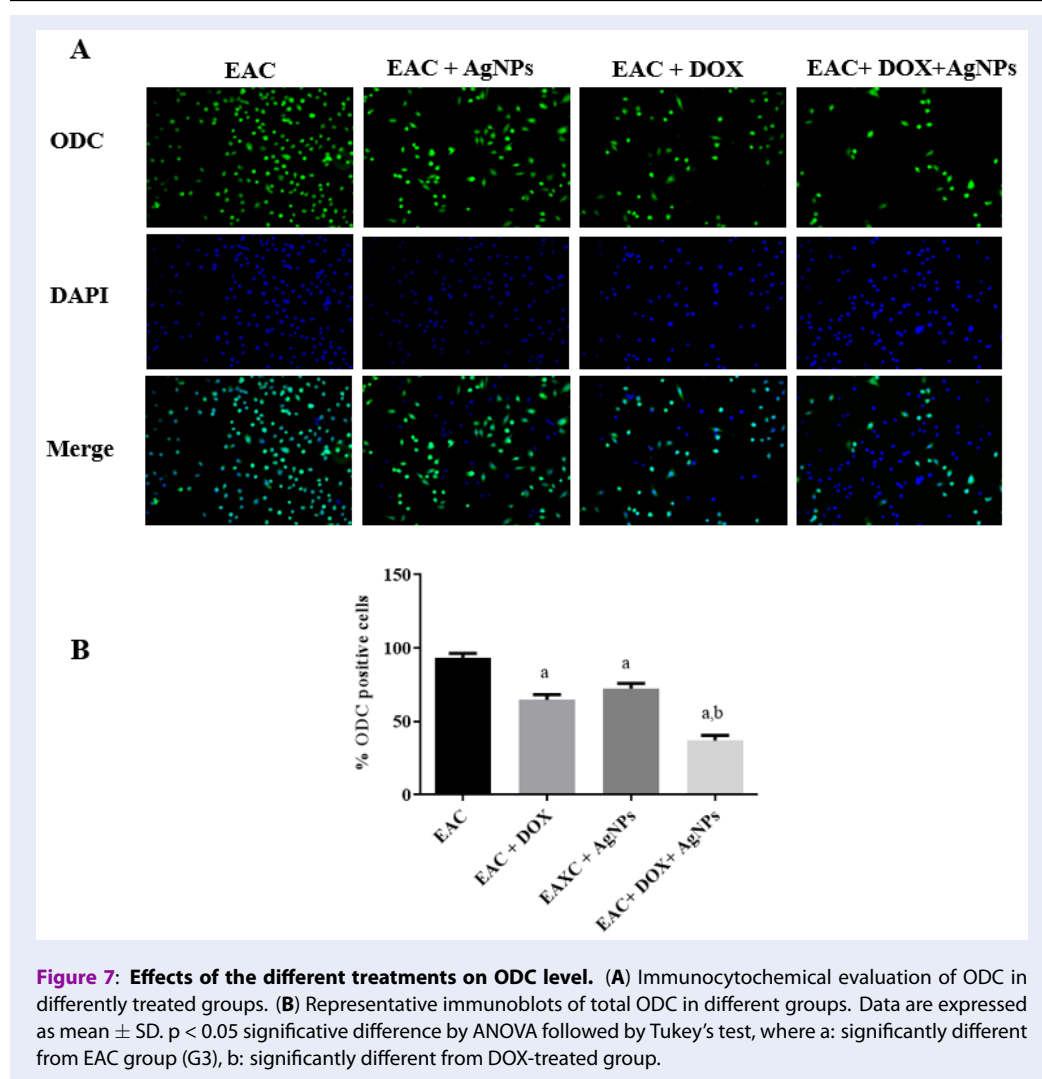 A
EAC
EAC + AgNPs
EAC + DOX
EAC+ DOX+AgNPs
ODC
DAPI
Merge
B
% ODC positive cells
150
100
50
0
a
a
a,b
EAC
EAC + DOX
EAXC + AgNPs
EAC+ DOX+ AgNPs
Figure 7: Effects of the different treatments on ODC level. (A) Immunocytochemical evaluation of ODC in
differently treated groups. (B) Representative immunoblots of total ODC in different groups. Data are expressed
as mean ± SD. p < 0.05 significative difference by ANOVA followed by Tukey's test, where a: significantly different
from EAC group (G3), b: significantly different from DOX-treated group.